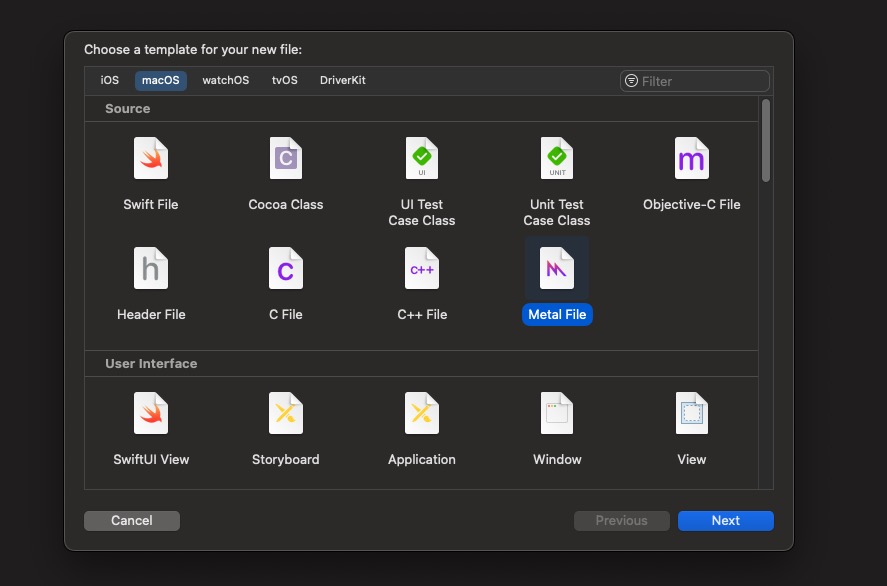 Choose a template for your new file:
iOS macOS watchOS tvOS DriverKit Filter
Source
C UI UNIT m
Swift File Cocoa Class UI Test Case Class Unit Test Case Class Objective-C File
h C C++
Header File C File C++ File Metal File
User Interface
SwiftUI View Storyboard Application Window View
Cancel Previous Next